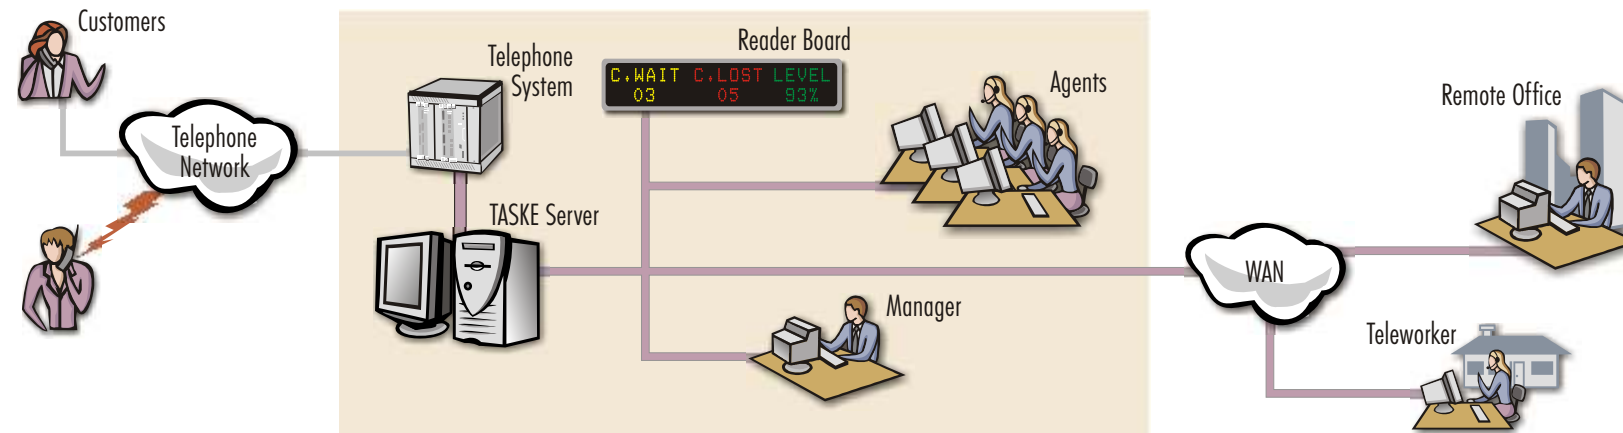 Customers
Telephone
Network
Telephone
System
TASKE Server
Reader Board
C.WAIT C.LOST LEVEL
03 05 93%
Agents
Manager
WAN
Remote Office
Teleworker